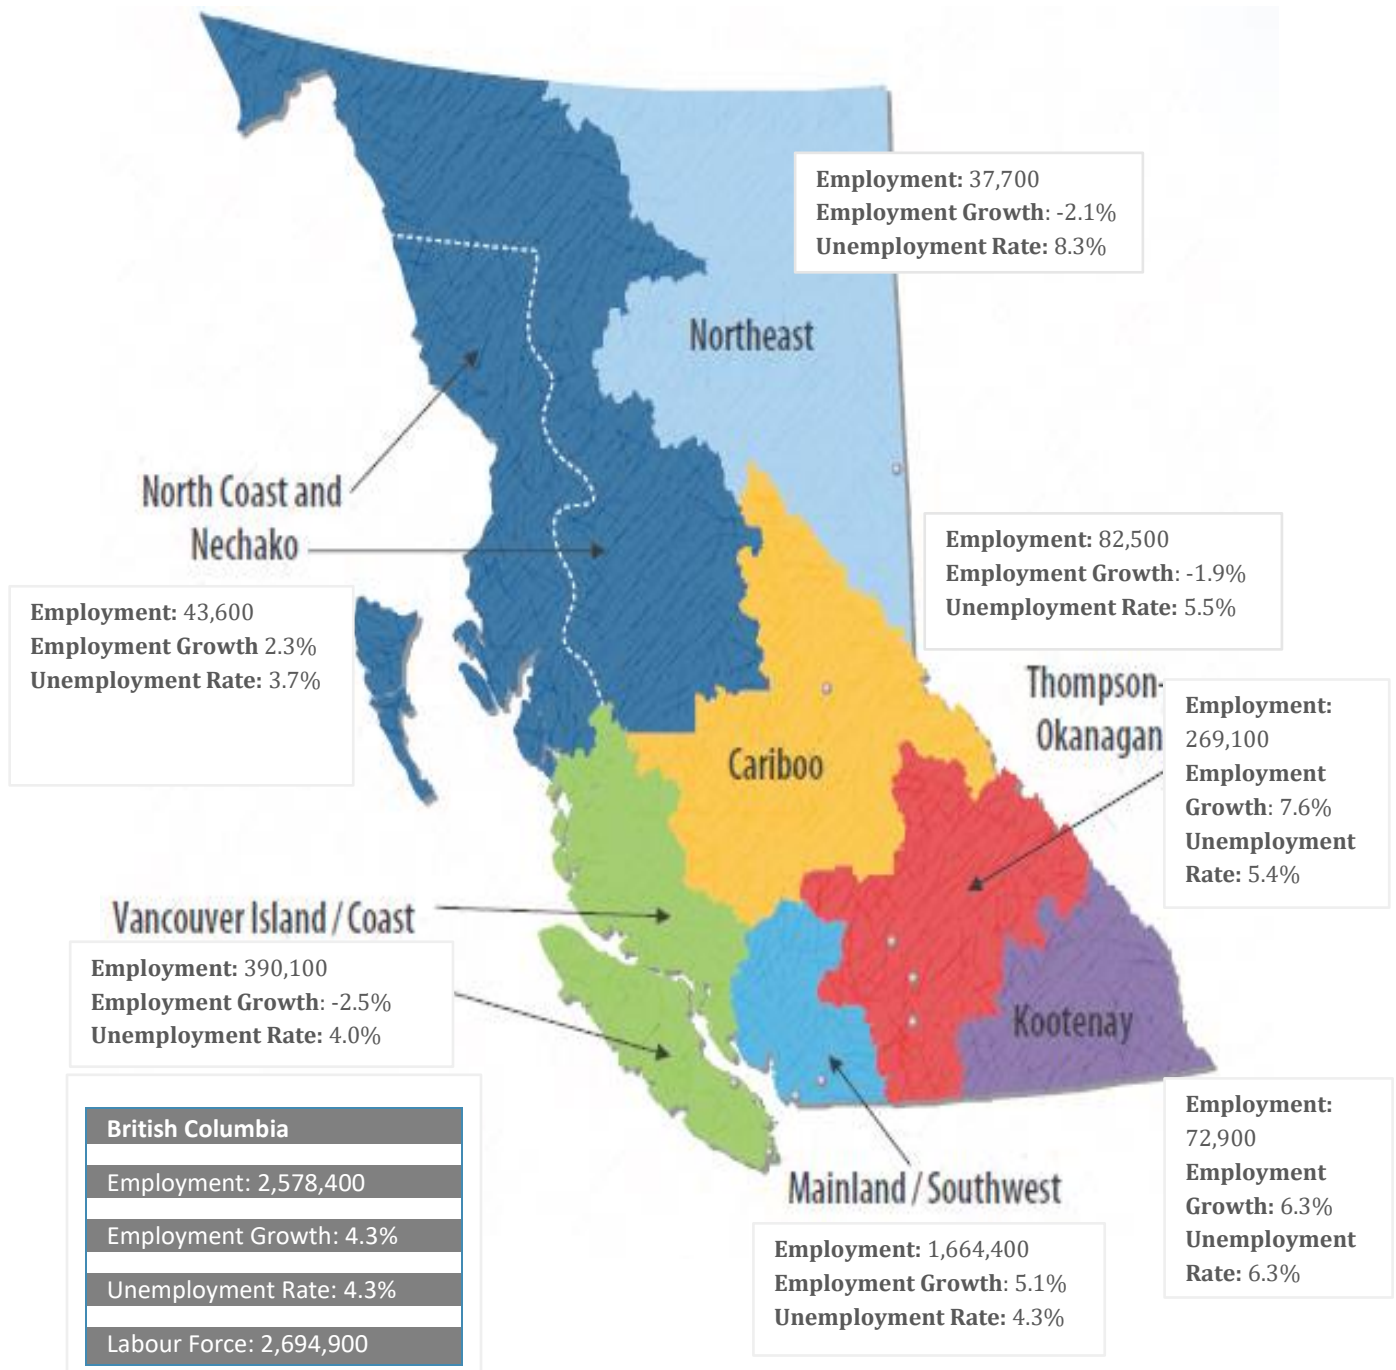 Employment: 37,700
Employment Growth: -2.1%
Unemployment Rate: 8.3%
Northeast
North Coast and
Nechako
Employment: 43,600
Employment Growth 2.3%
Unemployment Rate: 3.7%
Employment: 82,500
Employment Growth: -1.9%
Unemployment Rate: 5.5%
Cariboo
Thompson-
Okanagan
Employment:
269,100
Employment
Growth: 7.6%
Unemployment
Rate: 5.4%
Vancouver Island / Coast
Employment: 390,100
Employment Growth: -2.5%
Unemployment Rate: 4.0%
Kootenay
Employment:
72,900
Employment
Growth: 6.3%
Unemployment
Rate: 6.3%
Mainland / Southwest
Employment: 1,664,400
Employment Growth: 5.1%
Unemployment Rate: 4.3%
British Columbia
Employment: 2,578,400
Employment Growth: 4.3%
Unemployment Rate: 4.3%
Labour Force: 2,694,900